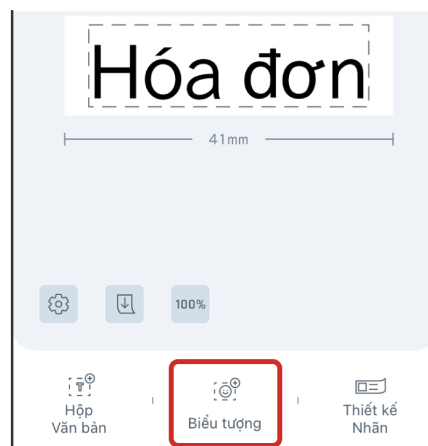 Hóa đơn
41mm
100%
Hộp
Văn bản
Biểu tượng
Thiết kế
Nhãn